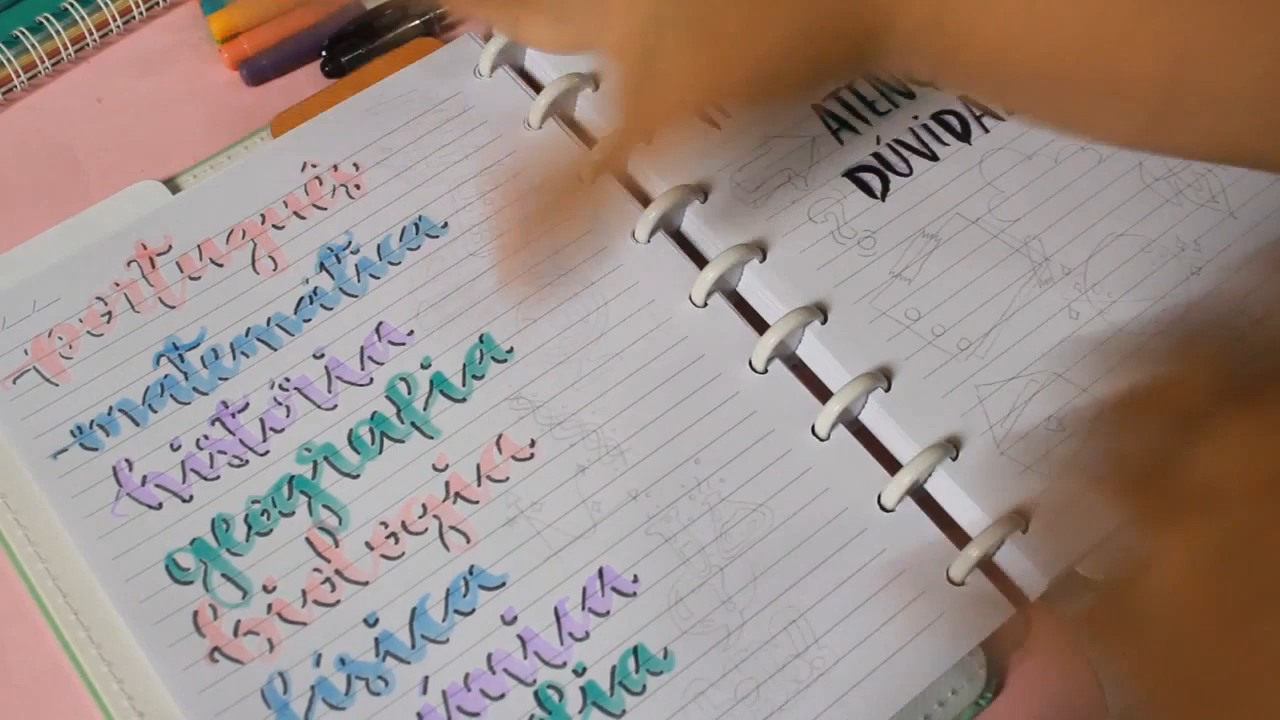 português
matemática
história
geografia
biologia
física
DÚVIDA